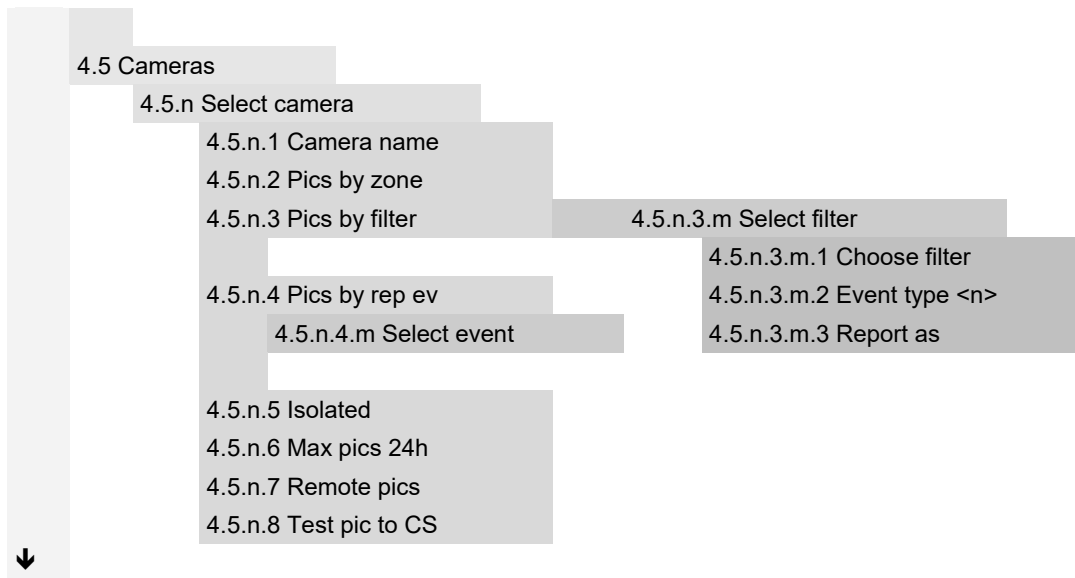 4.5 Cameras
4.5.n Select camera
4.5.n.1 Camera name
4.5.n.2 Pics by zone
4.5.n.3 Pics by filter
4.5.n.3.m Select filter
4.5.n.3.m.1 Choose filter
4.5.n.3.m.2 Event type <n>
4.5.n.3.m.3 Report as
4.5.n.4 Pics by rep ev
4.5.n.4.m Select event
4.5.n.5 Isolated
4.5.n.6 Max pics 24h
4.5.n.7 Remote pics
4.5.n.8 Test pic to CS